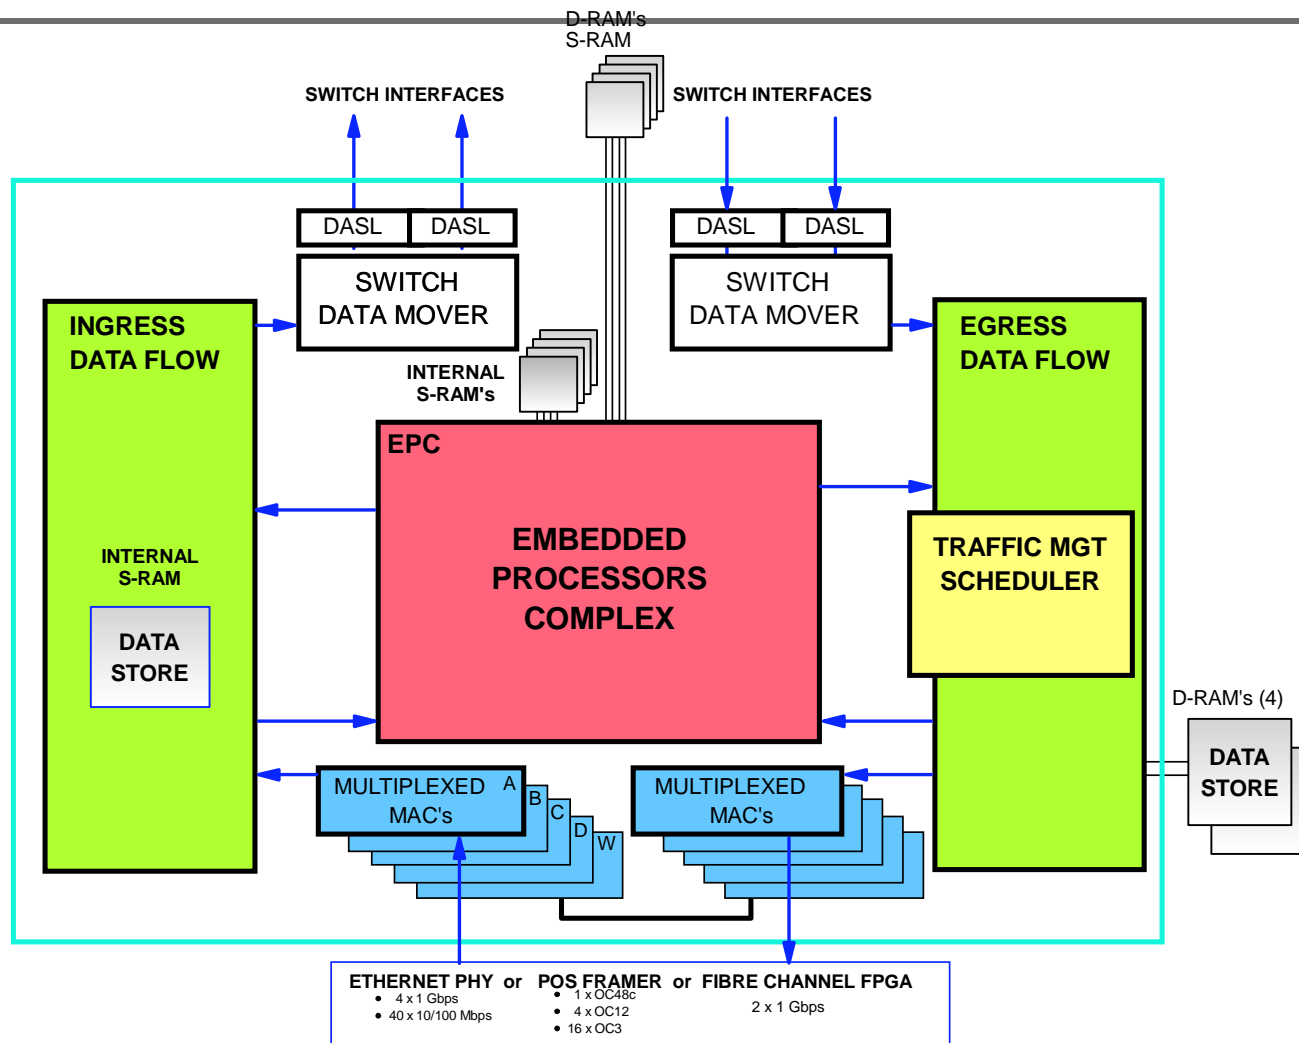 D-RAM's
S-RAM
SWITCH INTERFACES
SWITCH INTERFACES
DASL
DASL
DASL
DASL
SWITCH
DATA MOVER
SWITCH
DATA MOVER
INGRESS
DATA FLOW
EGRESS
DATA FLOW
INTERNAL
S-RAM's
EPC
EMBEDDED
PROCESSORS
COMPLEX
TRAFFIC MGT
SCHEDULER
INTERNAL
S-RAM
DATA
STORE
D-RAM's (4)
DATA
STORE
MULTIPLEXED
MAC's
A
B
C
D
W
MULTIPLEXED
MAC's
ETHERNET PHY or POS FRAMER or FIBRE CHANNEL FPGA
• 4 x 1 Gbps
• 40 x 10/100 Mbps
• 1 x OC48c
• 4 x OC12
• 16 x OC3
2 x 1 Gbps